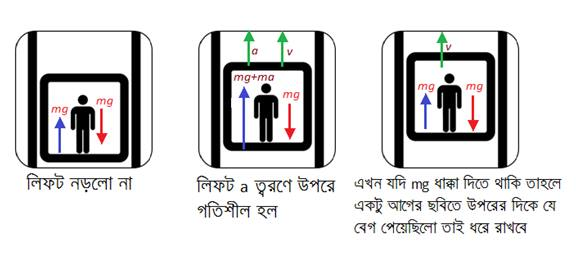 mg mg
লিফট নড়লো না
a v
mg+ma mg
লিফট a ত্বরণে উপরে
গতিশীল হল
v
mg mg
এখন যদি mg ধাক্কা দিতে থাকি তাহলে
একটু আগের ছবিতে উপরের দিকে যে
বেগ পেয়েছিলো তাই ধরে রাখবে